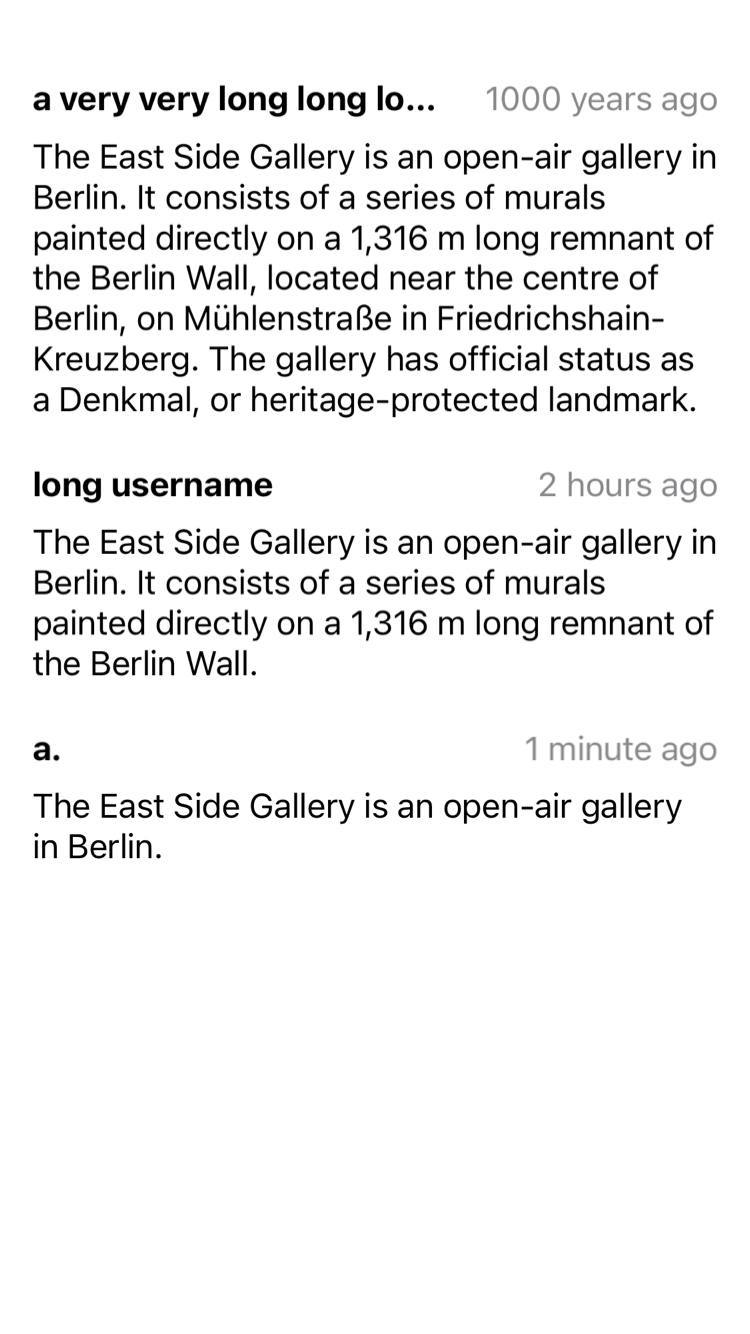 a very very long long lo... 1000 years ago
The East Side Gallery is an open-air gallery in
Berlin. It consists of a series of murals
painted directly on a 1,316 m long remnant of
the Berlin Wall, located near the centre of
Berlin, on Mühlenstraße in Friedrichshain-
Kreuzberg. The gallery has official status as
a Denkmal, or heritage-protected landmark.
long username 2 hours ago
The East Side Gallery is an open-air gallery in
Berlin. It consists of a series of murals
painted directly on a 1,316 m long remnant of
the Berlin Wall.
a. 1 minute ago
The East Side Gallery is an open-air gallery
in Berlin.